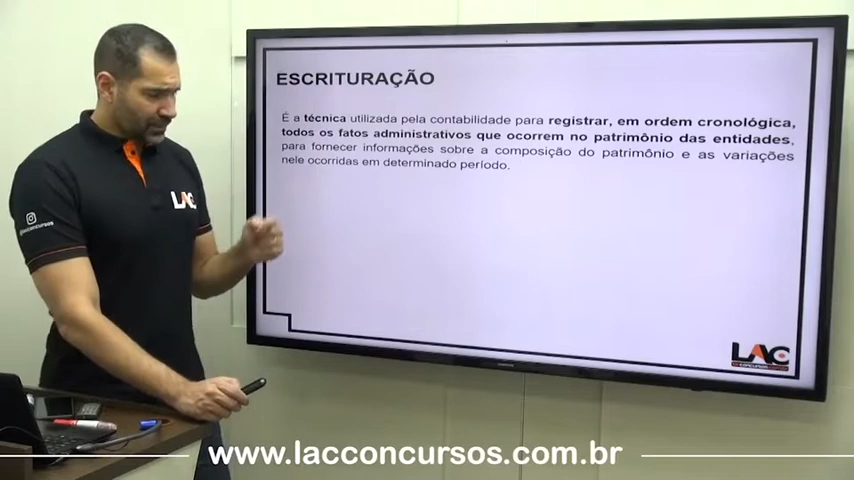 ESCRITURAÇÃO
É a técnica utilizada pela contabilidade para registrar, em ordem cronológica,
todos os fatos administrativos que ocorrem no patrimônio das entidades,
para fornecer informações sobre a composição do patrimônio e as variações
nele ocorridas em determinado período.
LAC
LAC
CONCURSOS
www.lacconcursos.com.br